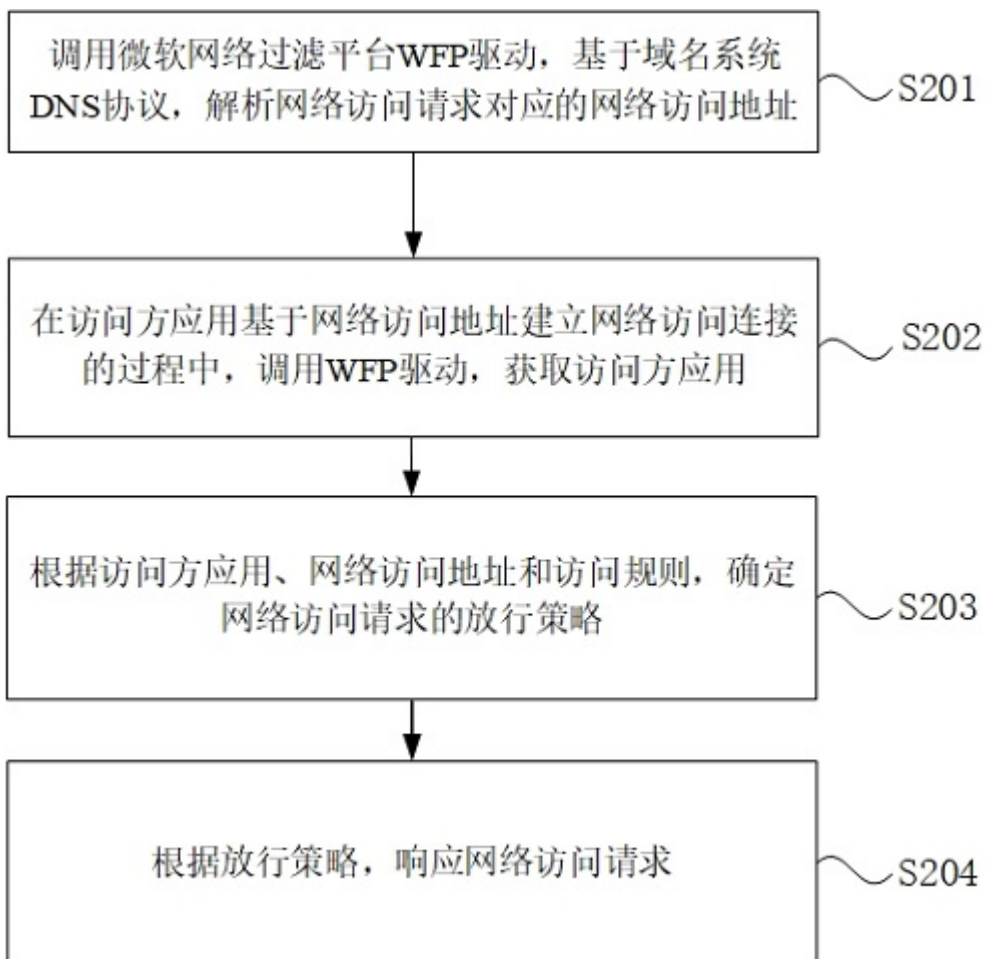 调用微软网络过滤平台WFP驱动，基于域名系统
DNS协议，解析网络访问请求对应的网络访问地址
S201
在访问方应用基于网络访问地址建立网络访问连接
的过程中，调用WFP驱动，获取访问方应用
S202
根据访问方应用、网络访问地址和访问规则，确定
网络访问请求的放行策略
S203
根据放行策略，响应网络访问请求
S204